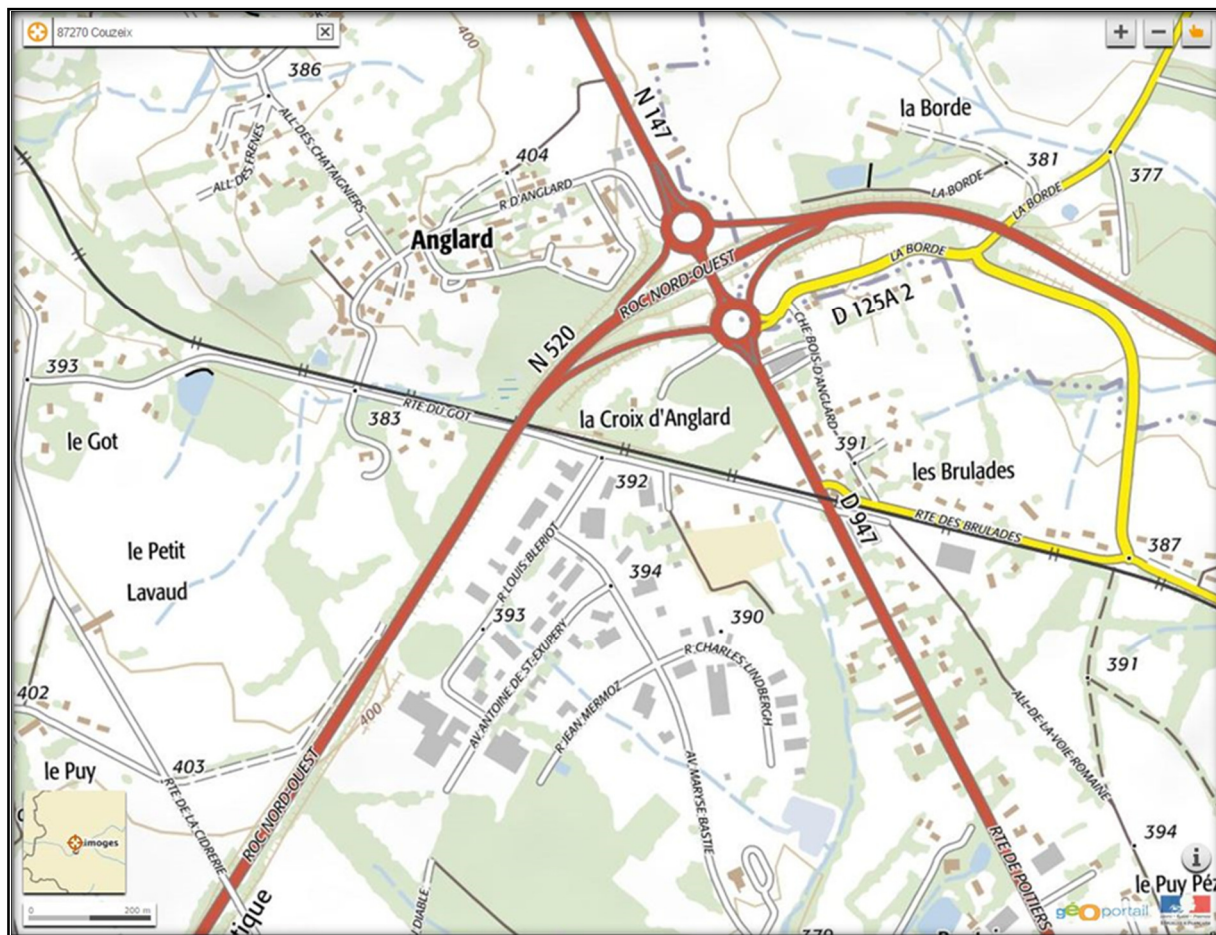 87270 Couzeix
400
386
N 147
la Borde
404
381
377
ALL-DES-CHATAIGNIERS
ALL-DES-FRENES
R D'ANGLARD
LA-BORDE
LA BORDE
Anglard
ROC NORD-OUEST
LA BORDE
D 125A 2
N 520
CHE-BOIS-D'ANGLARD
393
383
RTE DU GOT
la Croix d'Anglard
le Got
391
les Brulades
392
D 947
RTE DES BRULADES
387
le Petit
Lavaud
R LOUIS-BLERIOT
394
393
390
AV ANTOINE DE ST-EXUPERY
R CHARLES-LINDBERGH
391
402
400
R JEAN MERMOZ
ALL-DE-LA-VOIE-ROMAINE
le Puy
403
ROC NORD-OUEST
RTE DE LA CIDRERIE
AV MARYSE-BASTIE
imoges
RTE DE POITIERS
394
le Puy Péz
0 200 m
tique
DIABLE
géoportail